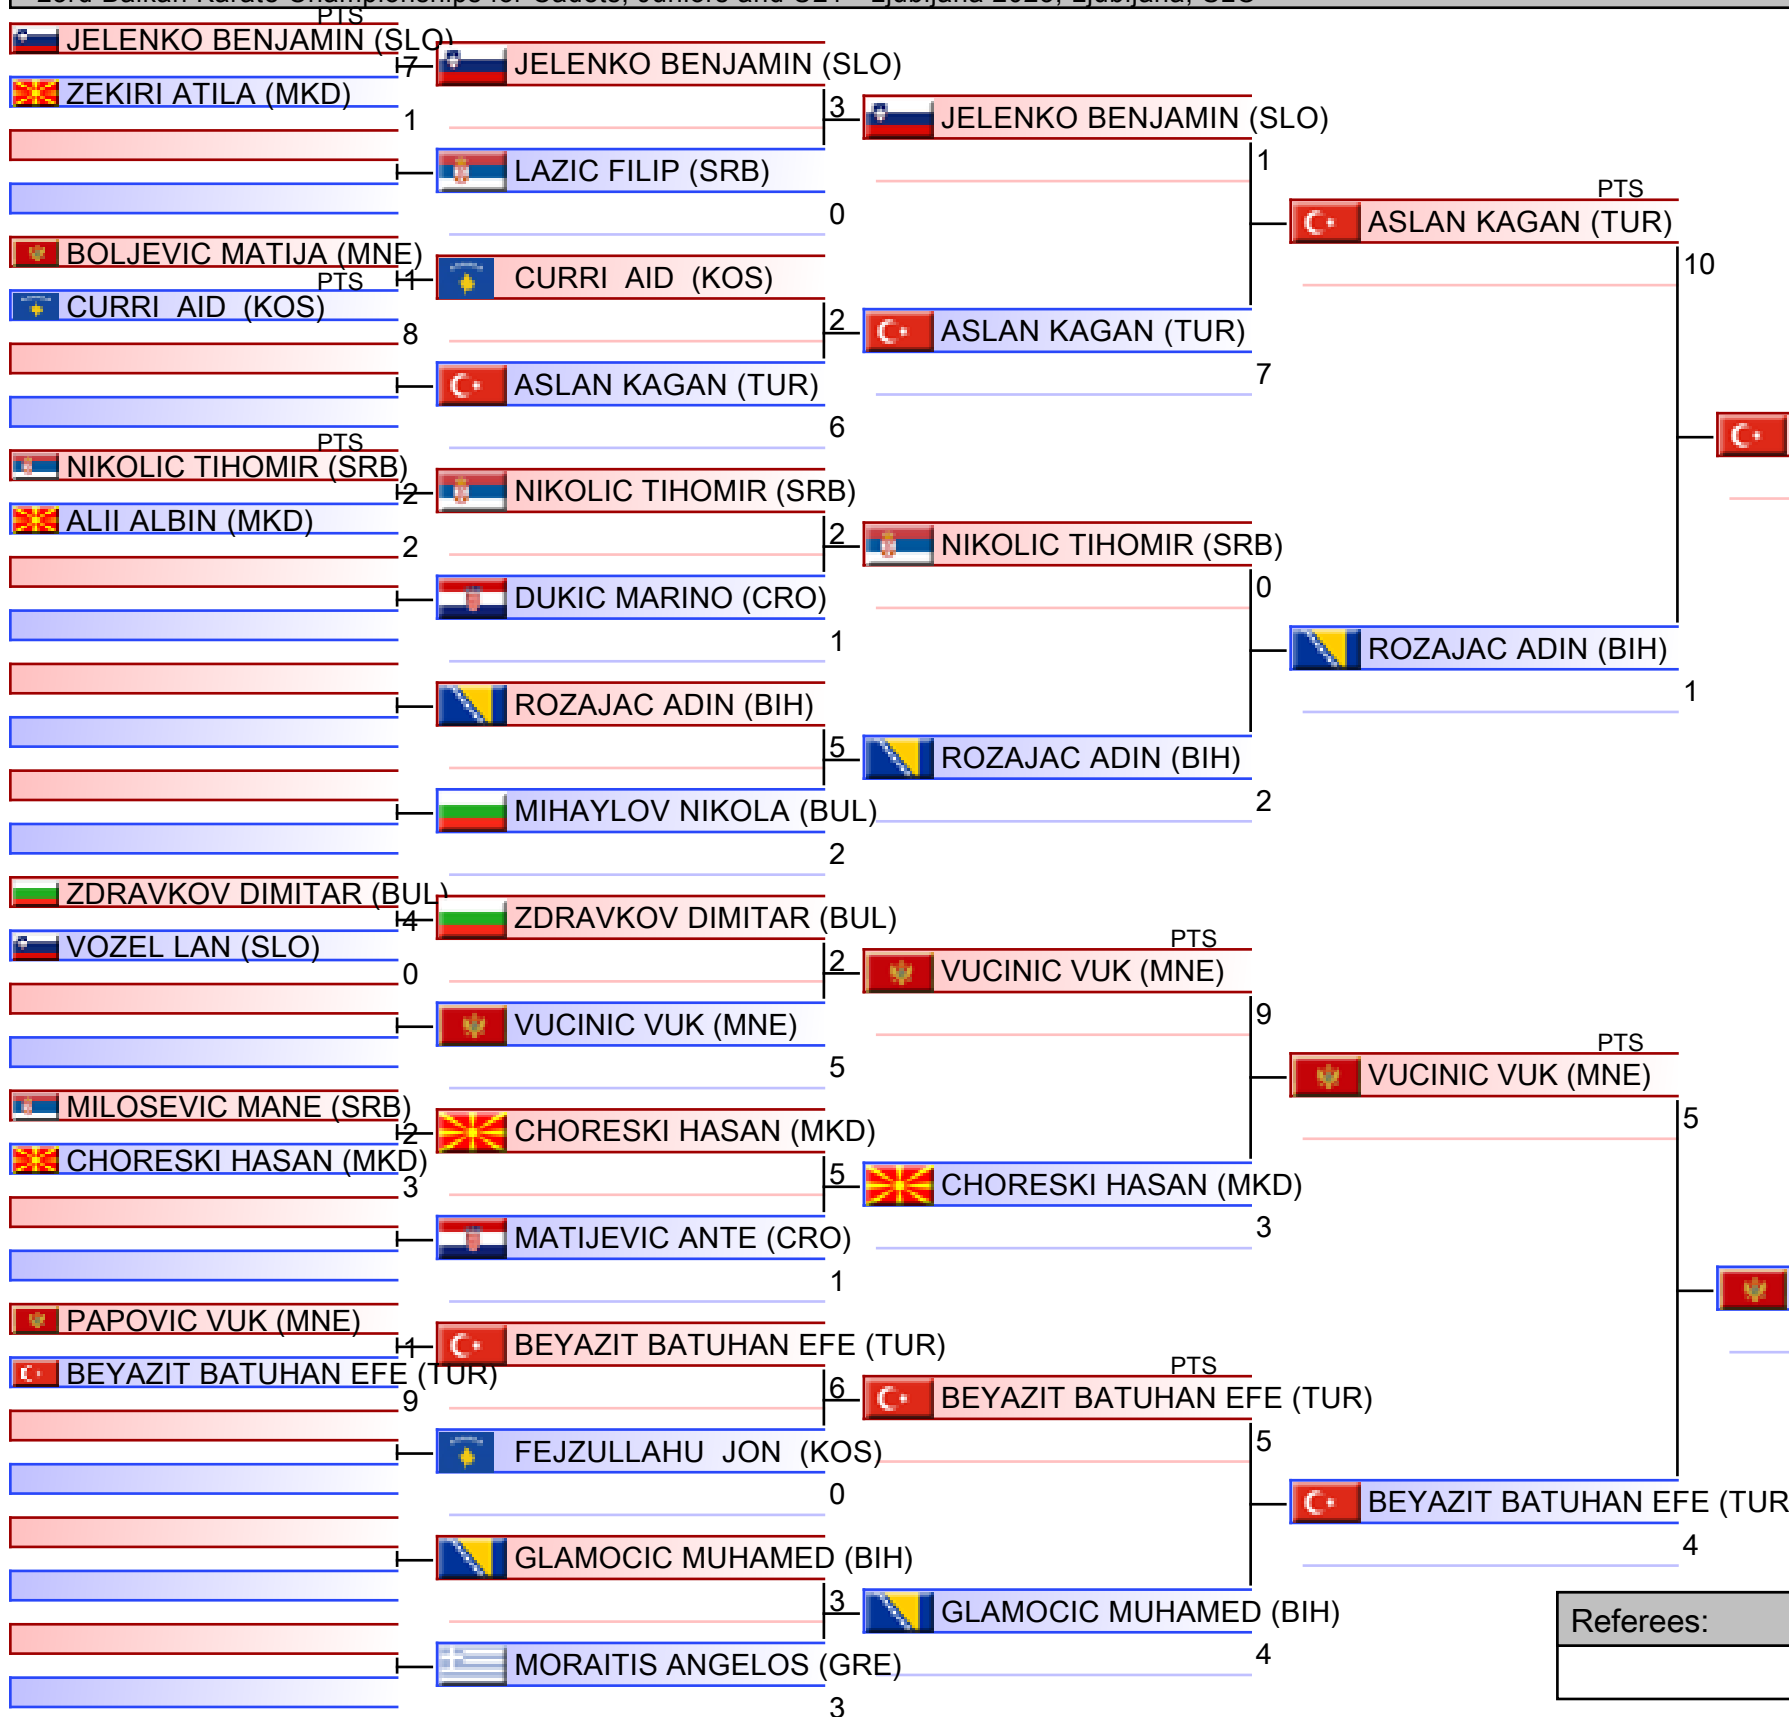 PTS
JELENKO BENJAMIN (SLO)
7
ZEKIRI ATILA (MKD)
1
BOLJEVIC MATIJA (MNE)
PTS
1
CURRI AID (KOS)
8
PTS
NIKOLIC TIHOMIR (SRB)
2
ALII ALBIN (MKD)
2
ZDRAVKOV DIMITAR (BUL)
4
VOZEL LAN (SLO)
0
MILOSEVIC MANE (SRB)
2
CHORESKI HASAN (MKD)
3
PAPOVIC VUK (MNE)
1
BEYAZIT BATUHAN EFE (TUR)
9
JELENKO BENJAMIN (SLO)
3
LAZIC FILIP (SRB)
0
CURRI AID (KOS)
2
ASLAN KAGAN (TUR)
6
NIKOLIC TIHOMIR (SRB)
2
DUKIC MARINO (CRO)
1
ROZAJAC ADIN (BIH)
5
MIHAYLOV NIKOLA (BUL)
2
ZDRAVKOV DIMITAR (BUL)
2
VUCINIC VUK (MNE)
5
CHORESKI HASAN (MKD)
5
MATIJEVIC ANTE (CRO)
1
BEYAZIT BATUHAN EFE (TUR)
6
FEJZULLAHU JON (KOS)
0
GLAMOCIC MUHAMED (BIH)
3
MORAITIS ANGELOS (GRE)
3
JELENKO BENJAMIN (SLO)
1
ASLAN KAGAN (TUR)
7
NIKOLIC TIHOMIR (SRB)
0
ROZAJAC ADIN (BIH)
2
PTS
VUCINIC VUK (MNE)
9
CHORESKI HASAN (MKD)
3
PTS
BEYAZIT BATUHAN EFE (TUR)
5
GLAMOCIC MUHAMED (BIH)
4
PTS
ASLAN KAGAN (TUR)
10
ROZAJAC ADIN (BIH)
1
PTS
VUCINIC VUK (MNE)
5
BEYAZIT BATUHAN EFE (TUR
4
Referees: